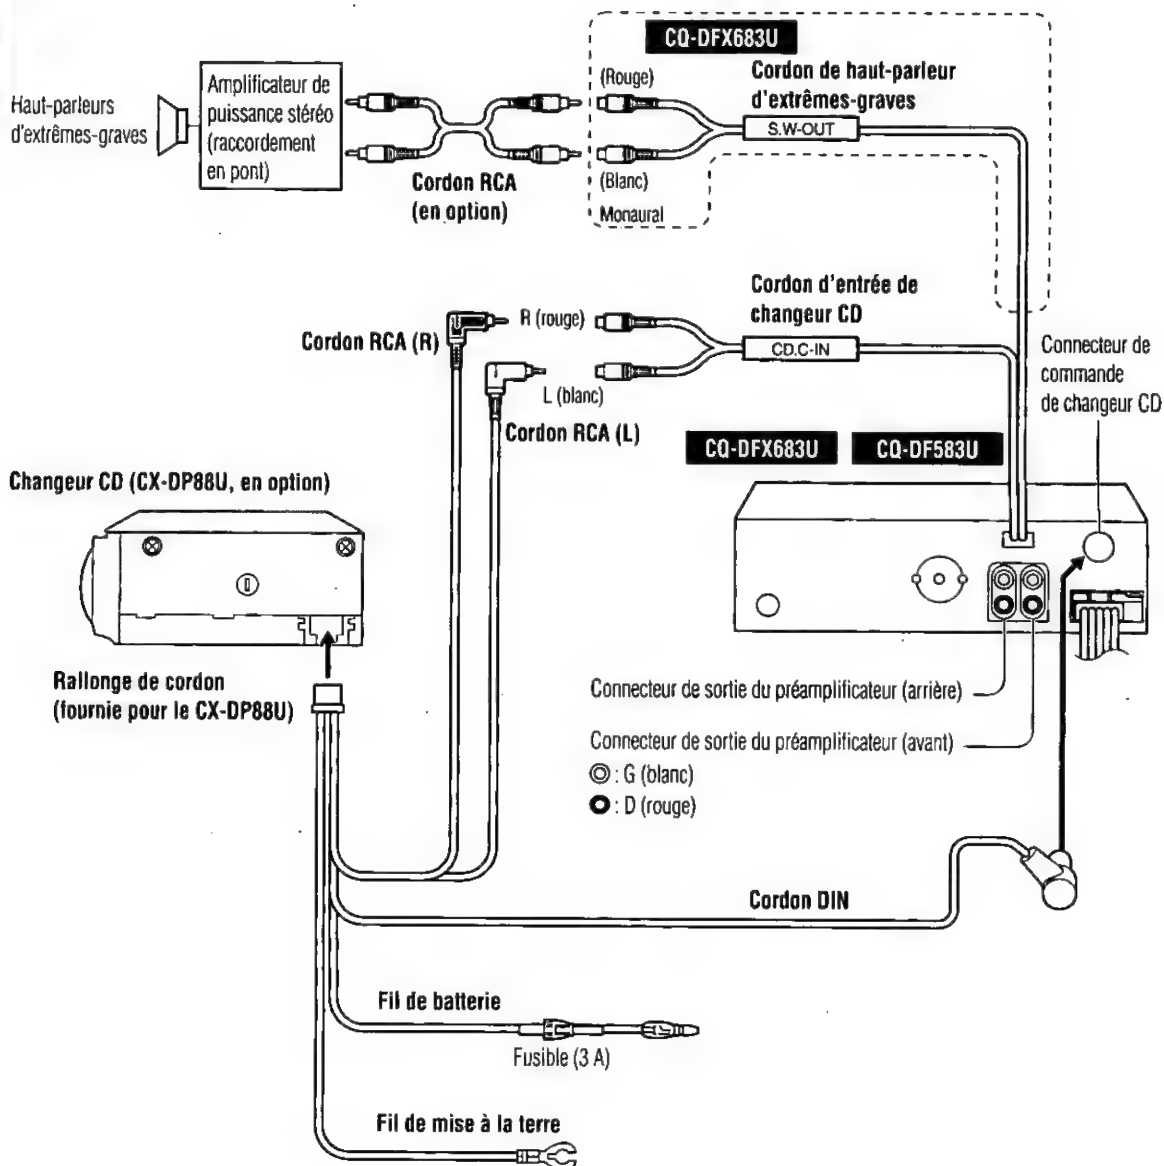 CQ-DFX683U
Haut-parleurs
d'extrêmes-graves
Amplificateur de
puissance stéréo
(raccordement
en pont)
Cordon RCA
(en option)
(Rouge)
(Blanc)
Monaural
Cordon de haut-parleur
d'extrêmes-graves
S.W-OUT
Cordon d'entrée de
changeur CD
CD.C-IN
Cordon RCA (R)
R (rouge)
L (blanc)
Cordon RCA (L)
Connecteur de
commande
de changeur CD
CQ-DFX683U
CQ-DF583U
Changeur CD (CX-DP88U, en option)
Rallonge de cordon
(fournie pour le CX-DP88U)
Connecteur de sortie du préamplificateur (arrière)
Connecteur de sortie du préamplificateur (avant)
: G (blanc)
: D (rouge)
Cordon DIN
Fil de batterie
Fusible (3 A)
Fil de mise à la terre